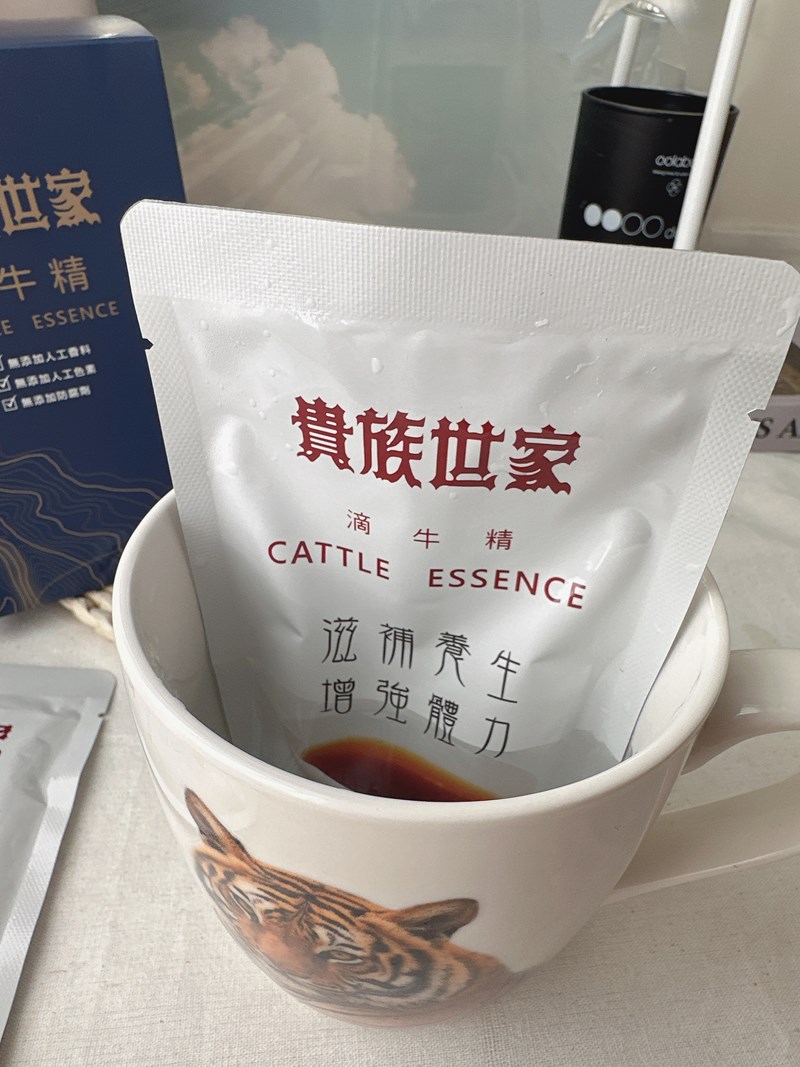 世家
牛精
ESSENCE
無添加人工香料
無添加人工色素
無添加防腐劑
貴族世家
滴牛精
CATTLE ESSENCE
滋補養生
增強體力